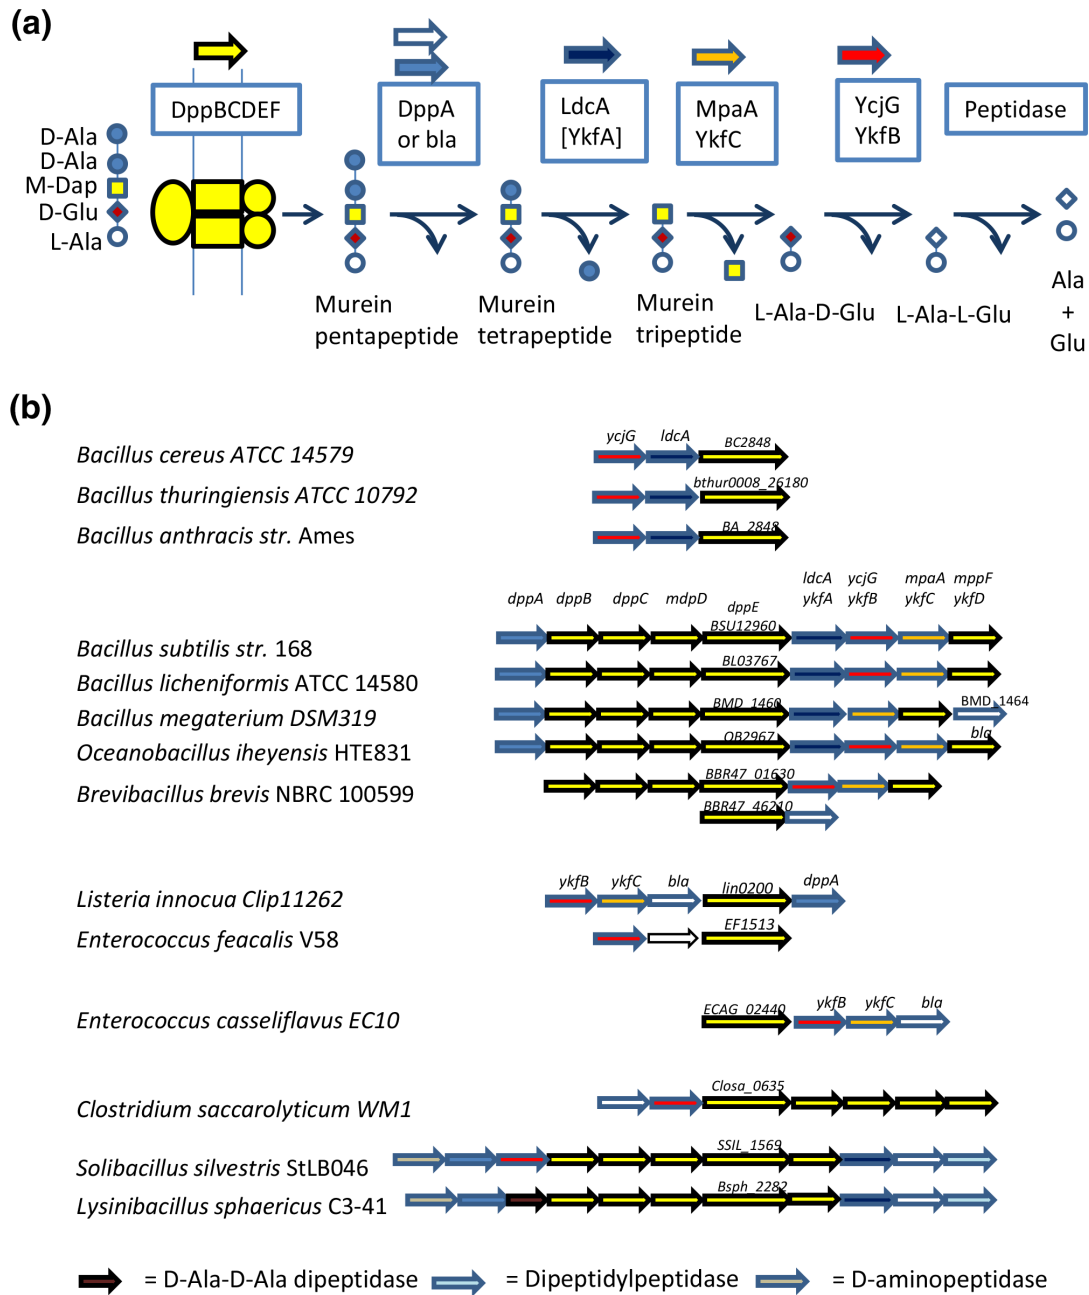 (a)
DppBCDEF
DppA
or bla
LdcA
[YkfA]
MpaA
YkfC
YcjG
YkfB
Peptidase
D-Ala
D-Ala
M-Dap
D-Glu
L-Ala
Murein
pentapeptide
Murein
tetrapeptide
Murein
tripeptide
L-Ala-D-Glu
L-Ala-L-Glu
Ala
+
Glu
(b)
ycjG ldcA
Bacillus cereus ATCC 14579 BC2848
Bacillus thuringiensis ATCC 10792 bthur0008_26180
Bacillus anthracis str. Ames BA_2848
ldcA ycjG mpaA mppF
dppA dppB dppC mdpD dppE ykfA ykfB ykfC ykfD
Bacillus subtilis str. 168 BSU12960
Bacillus licheniformis ATCC 14580 BL03767
Bacillus megaterium DSM319 BMD_1460 BMD_1464
Oceanobacillus iheyensis HTE831 OB2967 bla
Brevibacillus brevis NBRC 100599 BBR47_01630
BBR47_46210
ykfB ykfC bla dppA
Listeria innocua Clip11262 lin0200
Enterococcus feacalis V58 EF1513
Enterococcus casseliflavus EC10 ECAG_02440 ykfB ykfC bla
Clostridium saccarolyticum WM1 Closa_0635
Solibacillus silvestris StLB046 SSIL_1569
Lysinibacillus sphaericus C3-41 Bsph_2282
= D-Ala-D-Ala dipeptidase = Dipeptidylpeptidase = D-aminopeptidase